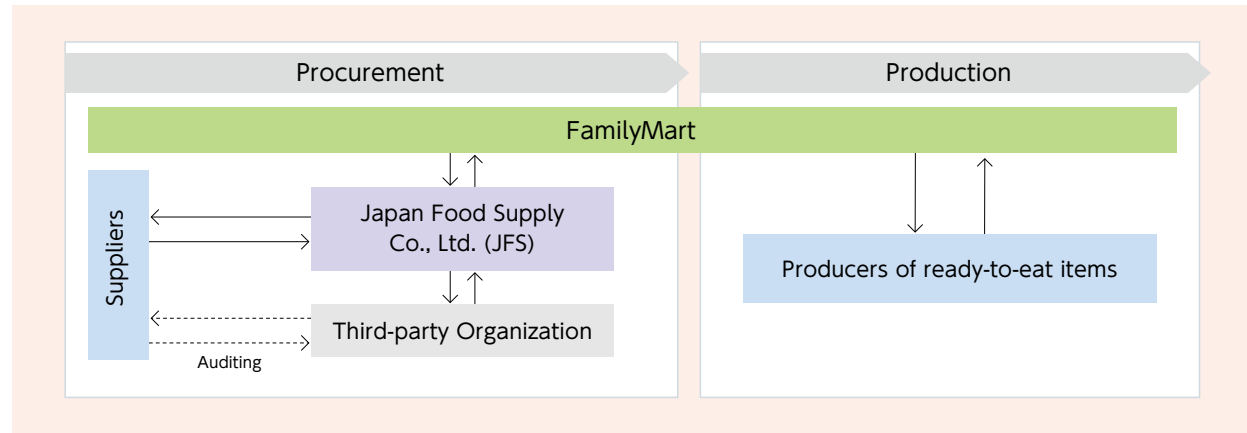 Procurement
Production
FamilyMart
Suppliers
Japan Food Supply
Co., Ltd. (JFS)
Third-party Organization
Auditing
Producers of ready-to-eat items